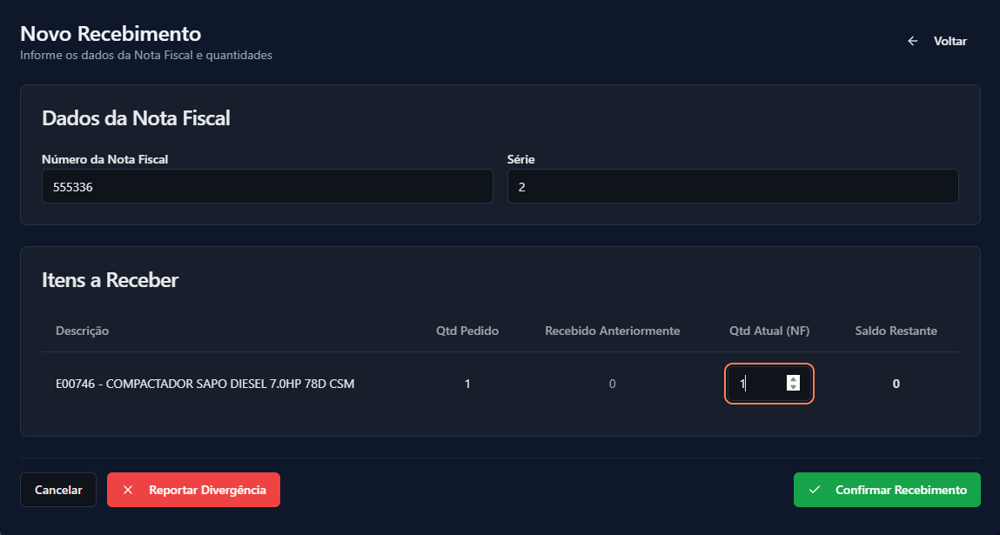 Novo Recebimento
Informe os dados da Nota Fiscal e quantidades
Voltar
Dados da Nota Fiscal
Número da Nota Fiscal
Série
555336
2
Itens a Receber
Descrição Qtd Pedido Recebido Anteriormente Qtd Atual (NF) Saldo Restante
E00746 - COMPACTADOR SAPO DIESEL 7.0HP 78D CSM 1 0 1 0
Cancelar
Reportar Divergência
Confirmar Recebimento